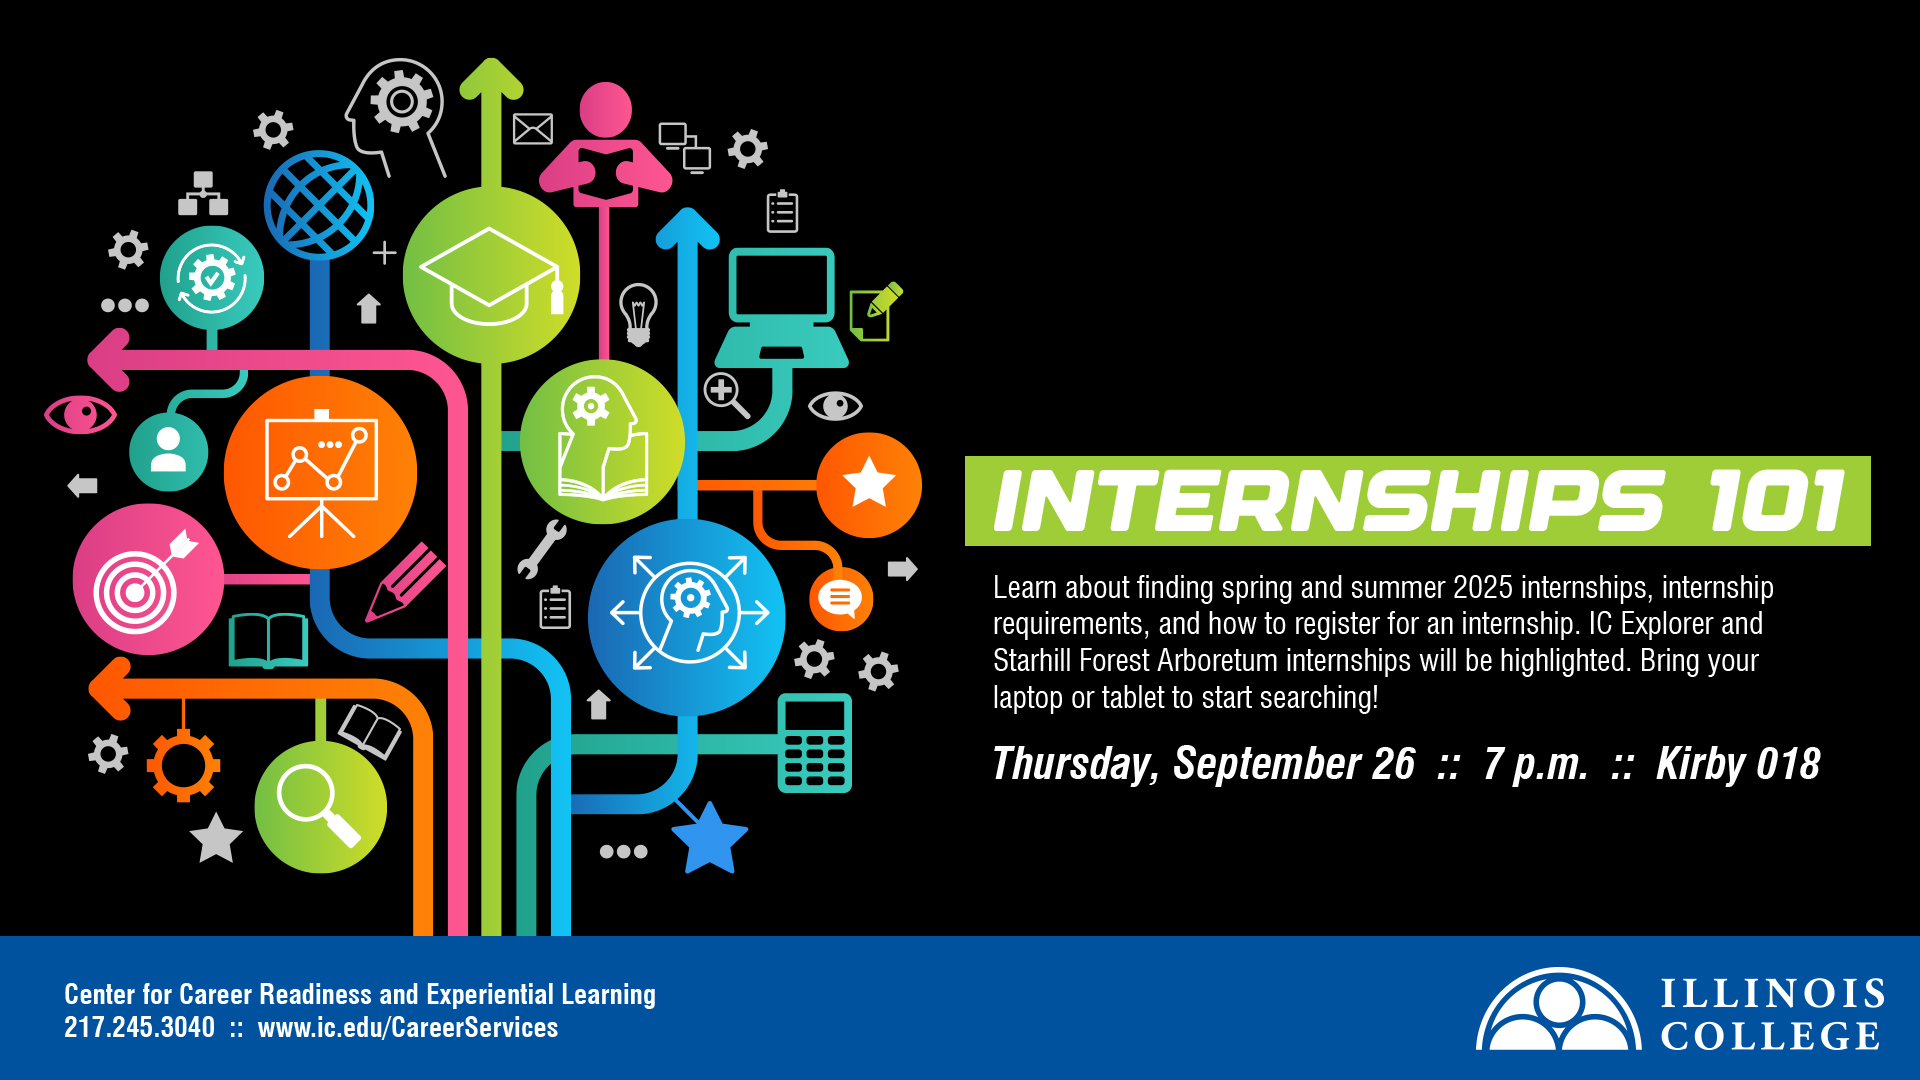 INTERNSHIPS 101
Learn about finding spring and summer 2025 internships, internship
requirements, and how to register for an internship. IC Explorer and
Starhill Forest Arboretum internships will be highlighted. Bring your
laptop or tablet to start searching!
Thursday, September 26 :: 7 p.m. :: Kirby 018
Center for Career Readiness and Experiential Learning
217.245.3040 :: www.ic.edu/CareerServices
ILLINOIS
COLLEGE